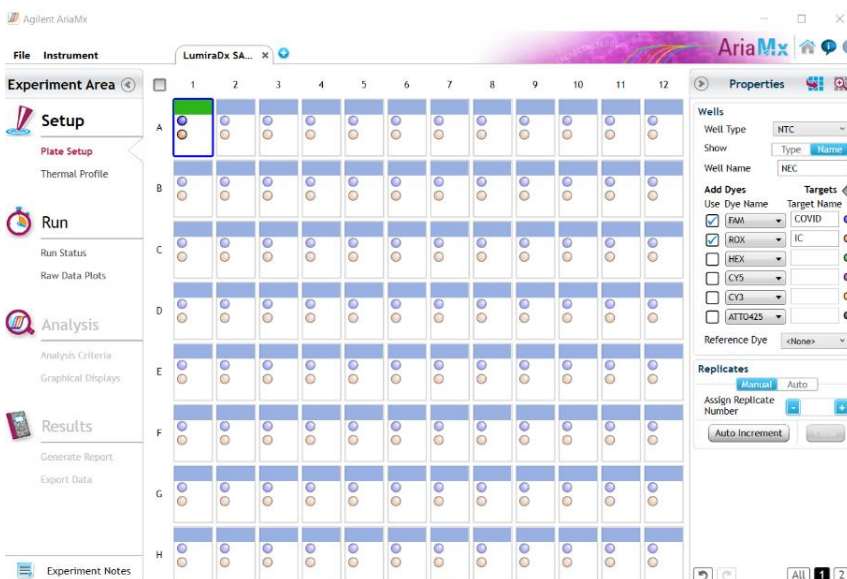 Agilent AriaMx
File Instrument
LumiraDx SA...
AriaMx
Experiment Area
Setup
Plate Setup
Thermal Profile
Run
Run Status
Raw Data Plots
Analysis
Analysis Criteria
Graphical Displays
Results
Generate Report
Export Data
Experiment Notes
1 2 3 4 5 6 7 8 9 10 11 12
A
B
C
D
E
F
G
H
Properties
Wells
Well Type NTC
Show Type Name
Well Name NEC
Add Dyes Targets
Use Dye Name Target Name
FAM COVID
ROX IC
HEX
CY5
CY3
ATTO425
Reference Dye <None>
Replicates
Manual Auto
Assign Replicate
Number - +
Auto Increment
All 1 2